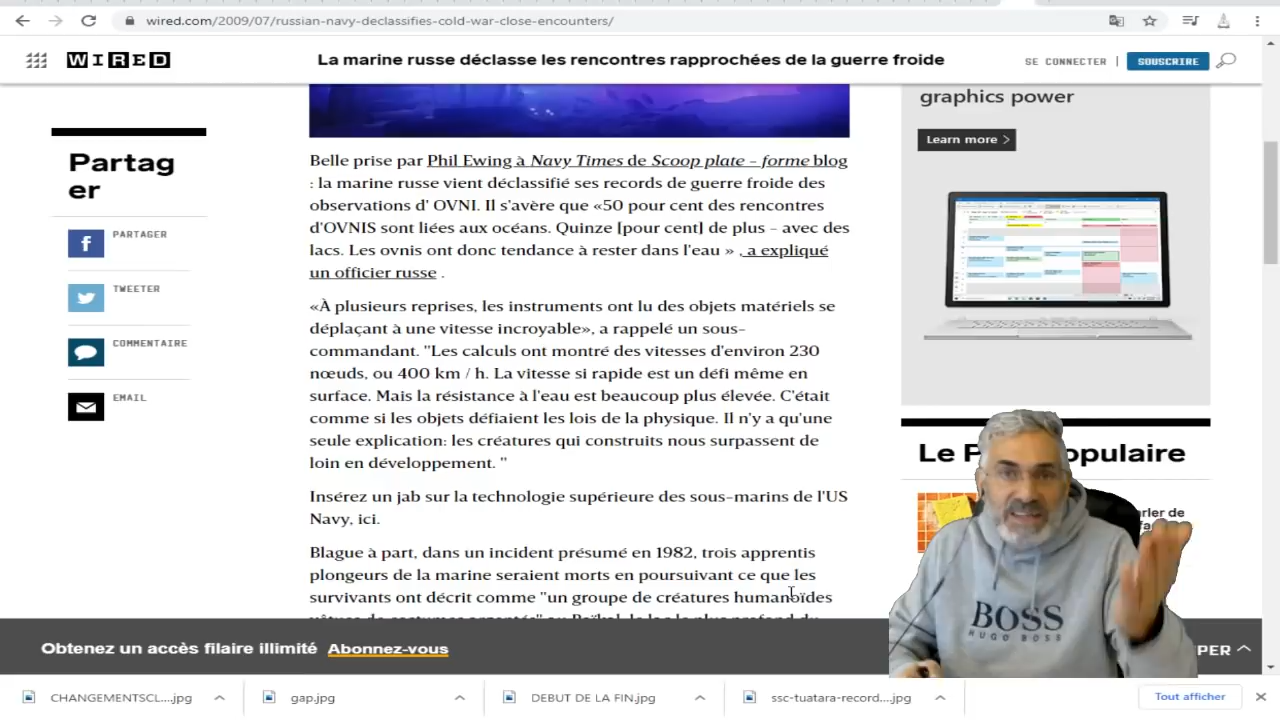 wired.com/2009/07/russian-navy-declassifies-cold-war-close-encounters/
WIRED
La marine russe déclasse les rencontres rapprochées de la guerre froide
SE CONNECTER |
SOUSCRIRE
graphics power
Learn more >
Partag
er
PARTAGER
TWEETER
COMMENTAIRE
EMAIL
Belle prise par Phil Ewing à Navy Times de Scoop plate - forme blog
: la marine russe vient déclassifié ses records de guerre froide des
observations d' OVNI. Il s'avère que «50 pour cent des rencontres
d'OVNIS sont liées aux océans. Quinze [pour cent] de plus - avec des
lacs. Les ovnis ont donc tendance à rester dans l'eau » , a expliqué
un officier russe .
«À plusieurs reprises, les instruments ont lu des objets matériels se
déplaçant à une vitesse incroyable», a rappelé un sous-
commandant. "Les calculs ont montré des vitesses d'environ 230
nœuds, ou 400 km / h. La vitesse si rapide est un défi même en
surface. Mais la résistance à l'eau est beaucoup plus élevée. C'était
comme si les objets défiaient les lois de la physique. Il n'y a qu'une
seule explication: les créatures qui construits nous surpassent de
loin en développement. "
Insérez un jab sur la technologie supérieure des sous-marins de l'US
Navy, ici.
Blague à part, dans un incident présumé en 1982, trois apprentis
plongeurs de la marine seraient morts en poursuivant ce que les
survivants ont décrit comme "un groupe de créatures humanoïdes
Le P opulaire
rler de
BOSS
HUGO BOSS
Obtenez un accès filaire illimité Abonnez-vous
PER
CHANGEMENTSCL....jpg
gap.jpg
DEBUT DE LA FIN.jpg
ssc-tuatara-record....jpg
Tout afficher